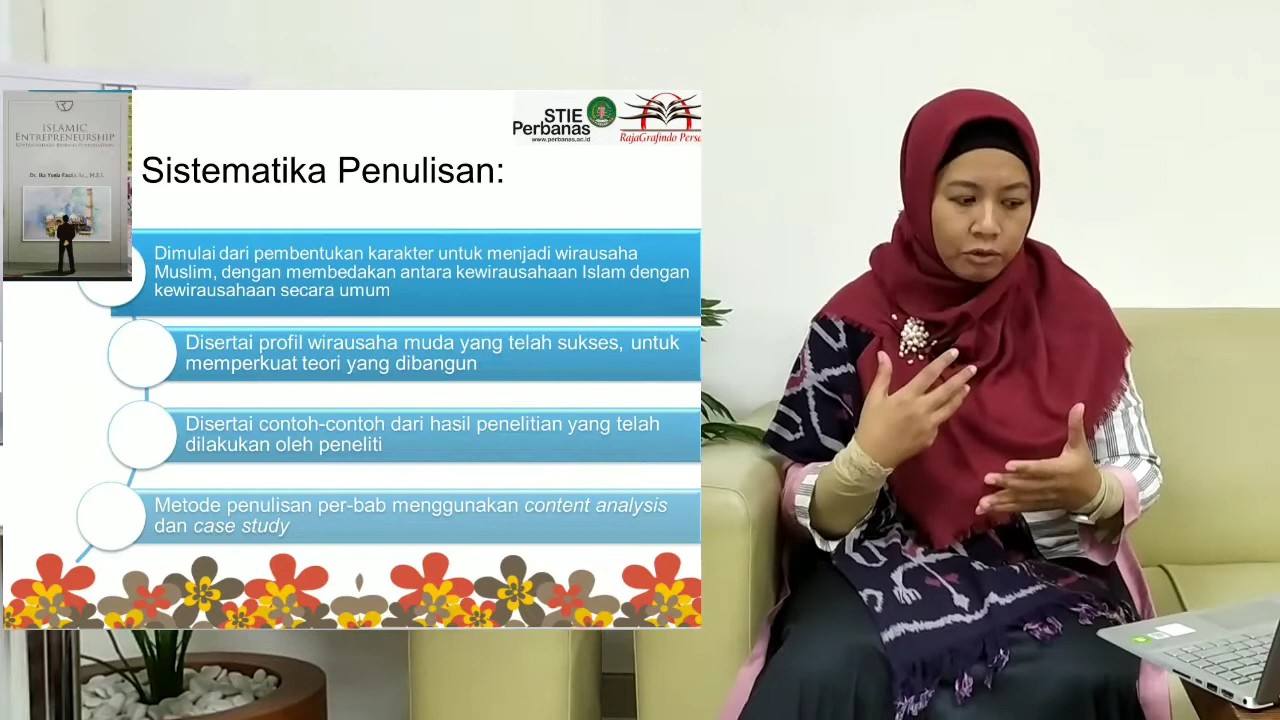 STIE
Perbanas
www.perbanas.ac.id
RajaGrafindo Persa
ISLAMIC
ENTREPRENEURSHIP
Sistematika Penulisan:
Dimulai dari pembentukan karakter untuk menjadi wirausaha
Muslim, dengan membedakan antara kewirausahaan Islam dengan
kewirausahaan secara umum
Disertai profil wirausaha muda yang telah sukses, untuk
memperkuat teori yang dibangun
Disertai contoh-contoh dari hasil penelitian yang telah
dilakukan oleh peneliti
Metode penulisan per-bab menggunakan content analysis
dan case study